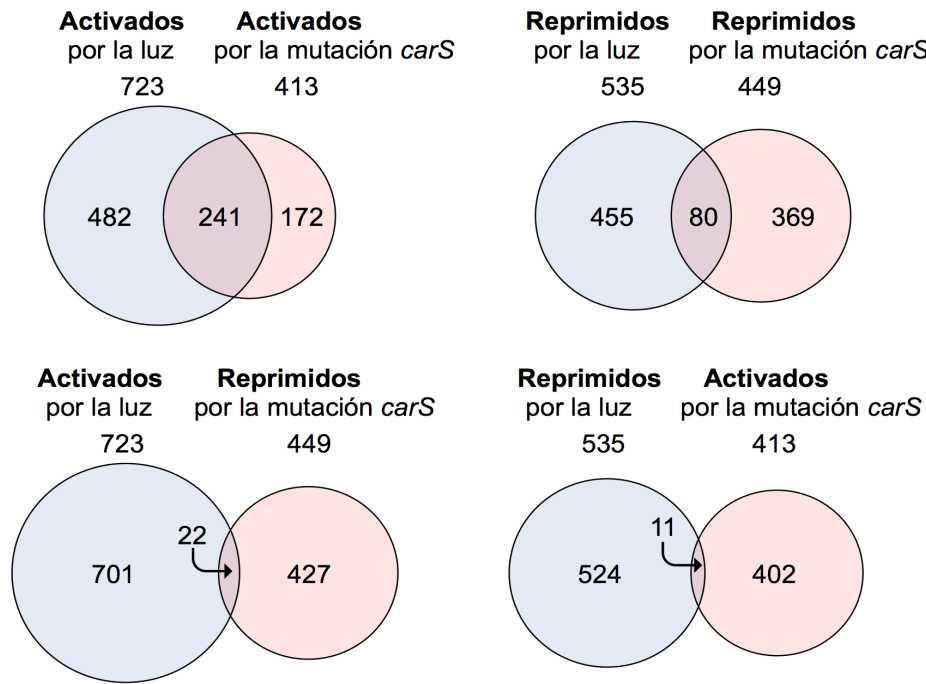 Activados
por la luz
723
Activados
por la mutación carS
413
482
241
172
Reprimidos
por la luz
535
Reprimidos
por la mutación carS
449
455
80
369
Activados
por la luz
723
Reprimidos
por la mutación carS
449
22
701
427
Reprimidos
por la luz
535
Activados
por la mutación carS
413
11
524
402